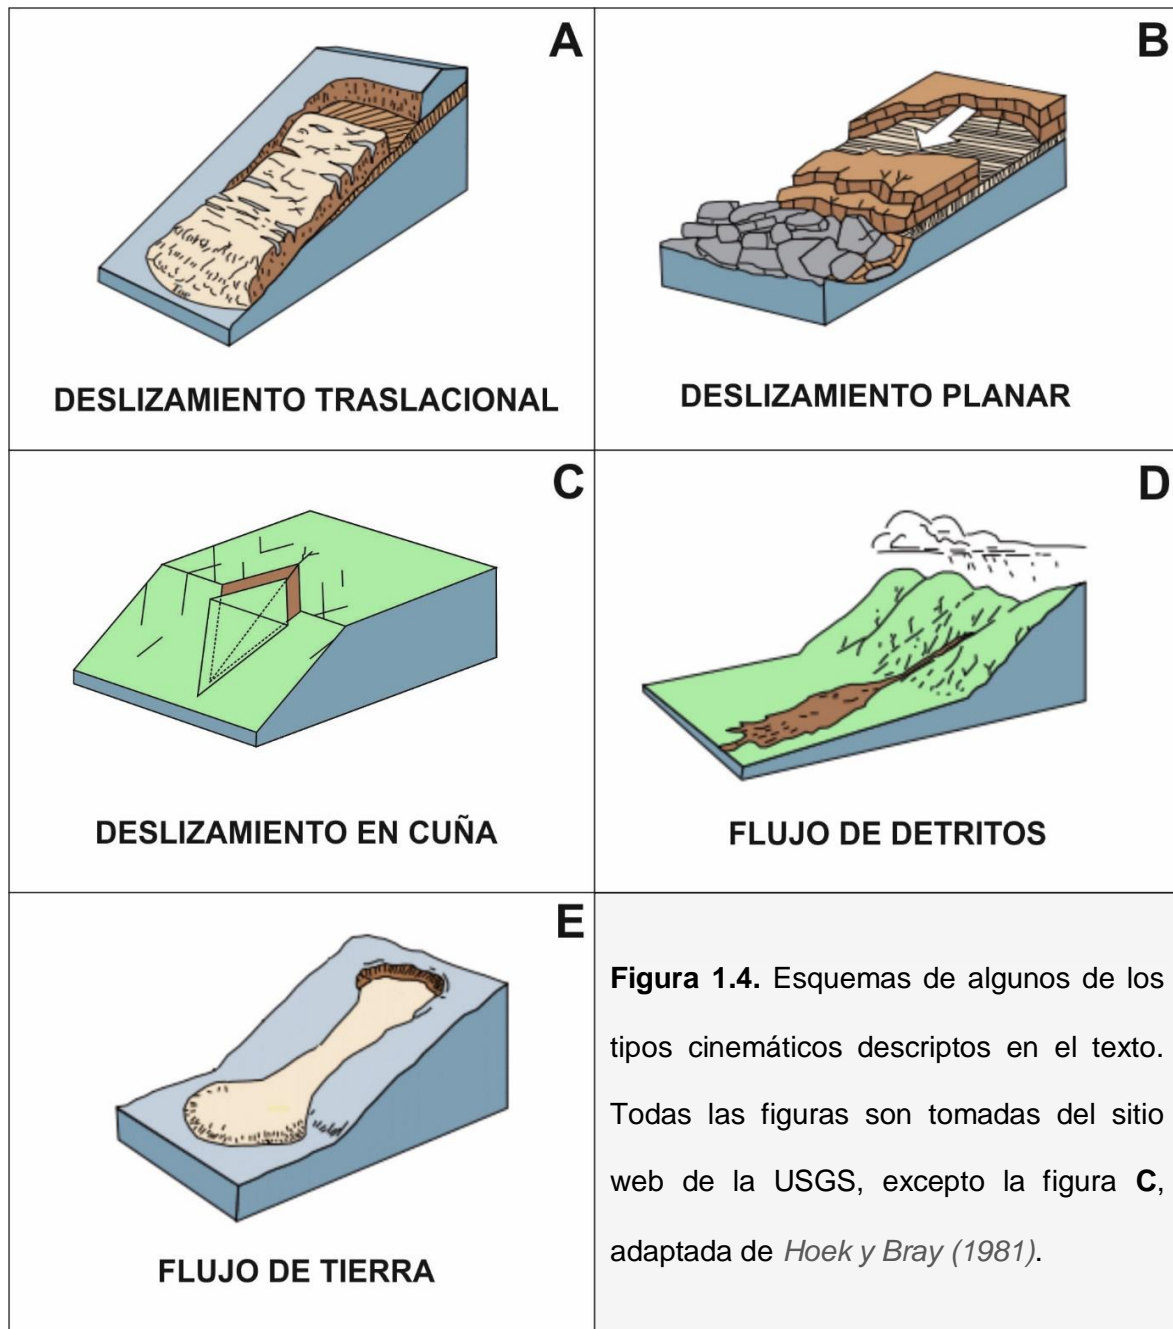 A
Toe
DESLIZAMIENTO TRASLACIONAL
B
DESLIZAMIENTO PLANAR
C
DESLIZAMIENTO EN CUÑA
D
FLUJO DE DETRITOS
E
FLUJO DE TIERRA
Figura 1.4. Esquemas de algunos de los
tipos cinemáticos descriptos en el texto.
Todas las figuras son tomadas del sitio
web de la USGS, excepto la figura C,
adaptada de Hoek y Bray (1981).